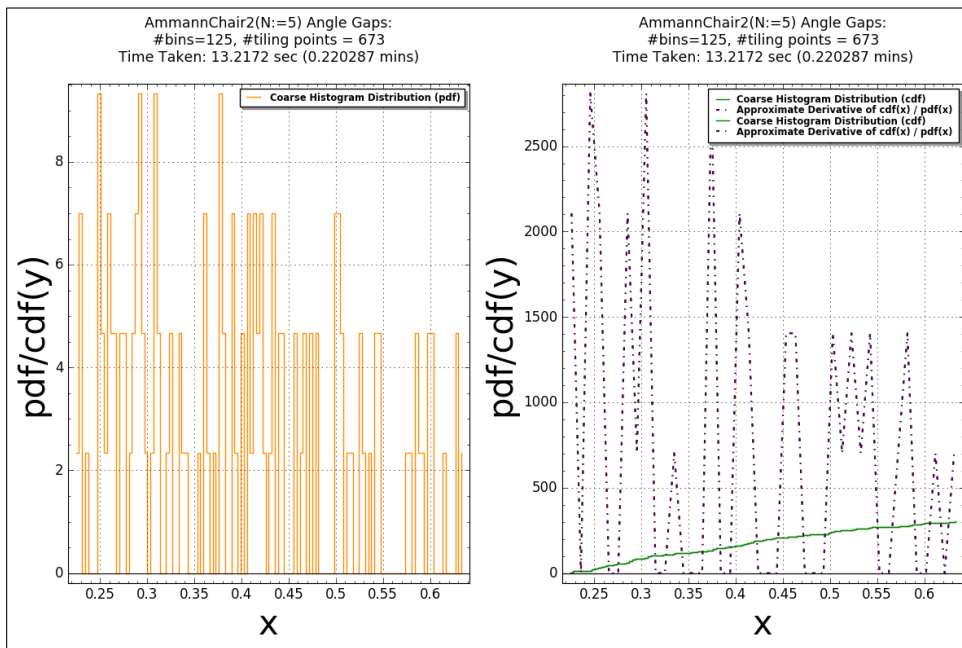 AmmannChair2(N:=5) Angle Gaps:
#bins=125, #tiling points = 673
Time Taken: 13.2172 sec (0.220287 mins)
Coarse Histogram Distribution (pdf)
pdf/cdf(y)
8
6
4
2
0
0.25
0.3
0.35
0.4
0.45
0.5
0.55
0.6
x
AmmannChair2(N:=5) Angle Gaps:
#bins=125, #tiling points = 673
Time Taken: 13.2172 sec (0.220287 mins)
Coarse Histogram Distribution (cdf)
Approximate Derivative of cdf(x) / pdf(x)
Coarse Histogram Distribution (cdf)
Approximate Derivative of cdf(x) / pdf(x)
pdf/cdf(y)
2500
2000
1500
1000
500
0
0.25
0.3
0.35
0.4
0.45
0.5
0.55
0.6
x